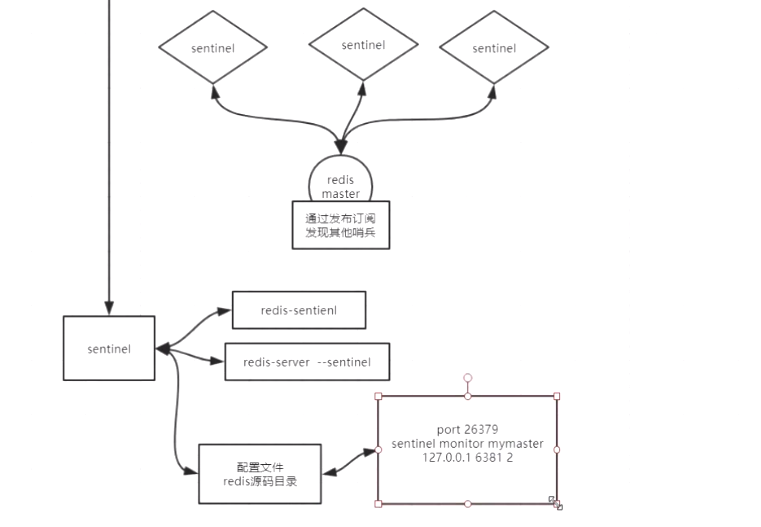 sentinel
sentinel
sentinel
redis
master
通过发布订阅
发现其他哨兵
redis-sentienl
sentinel
redis-server --sentinel
port 26379
sentinel monitor mymaster
127.0.0.1 6381 2
配置文件
redis源码目录